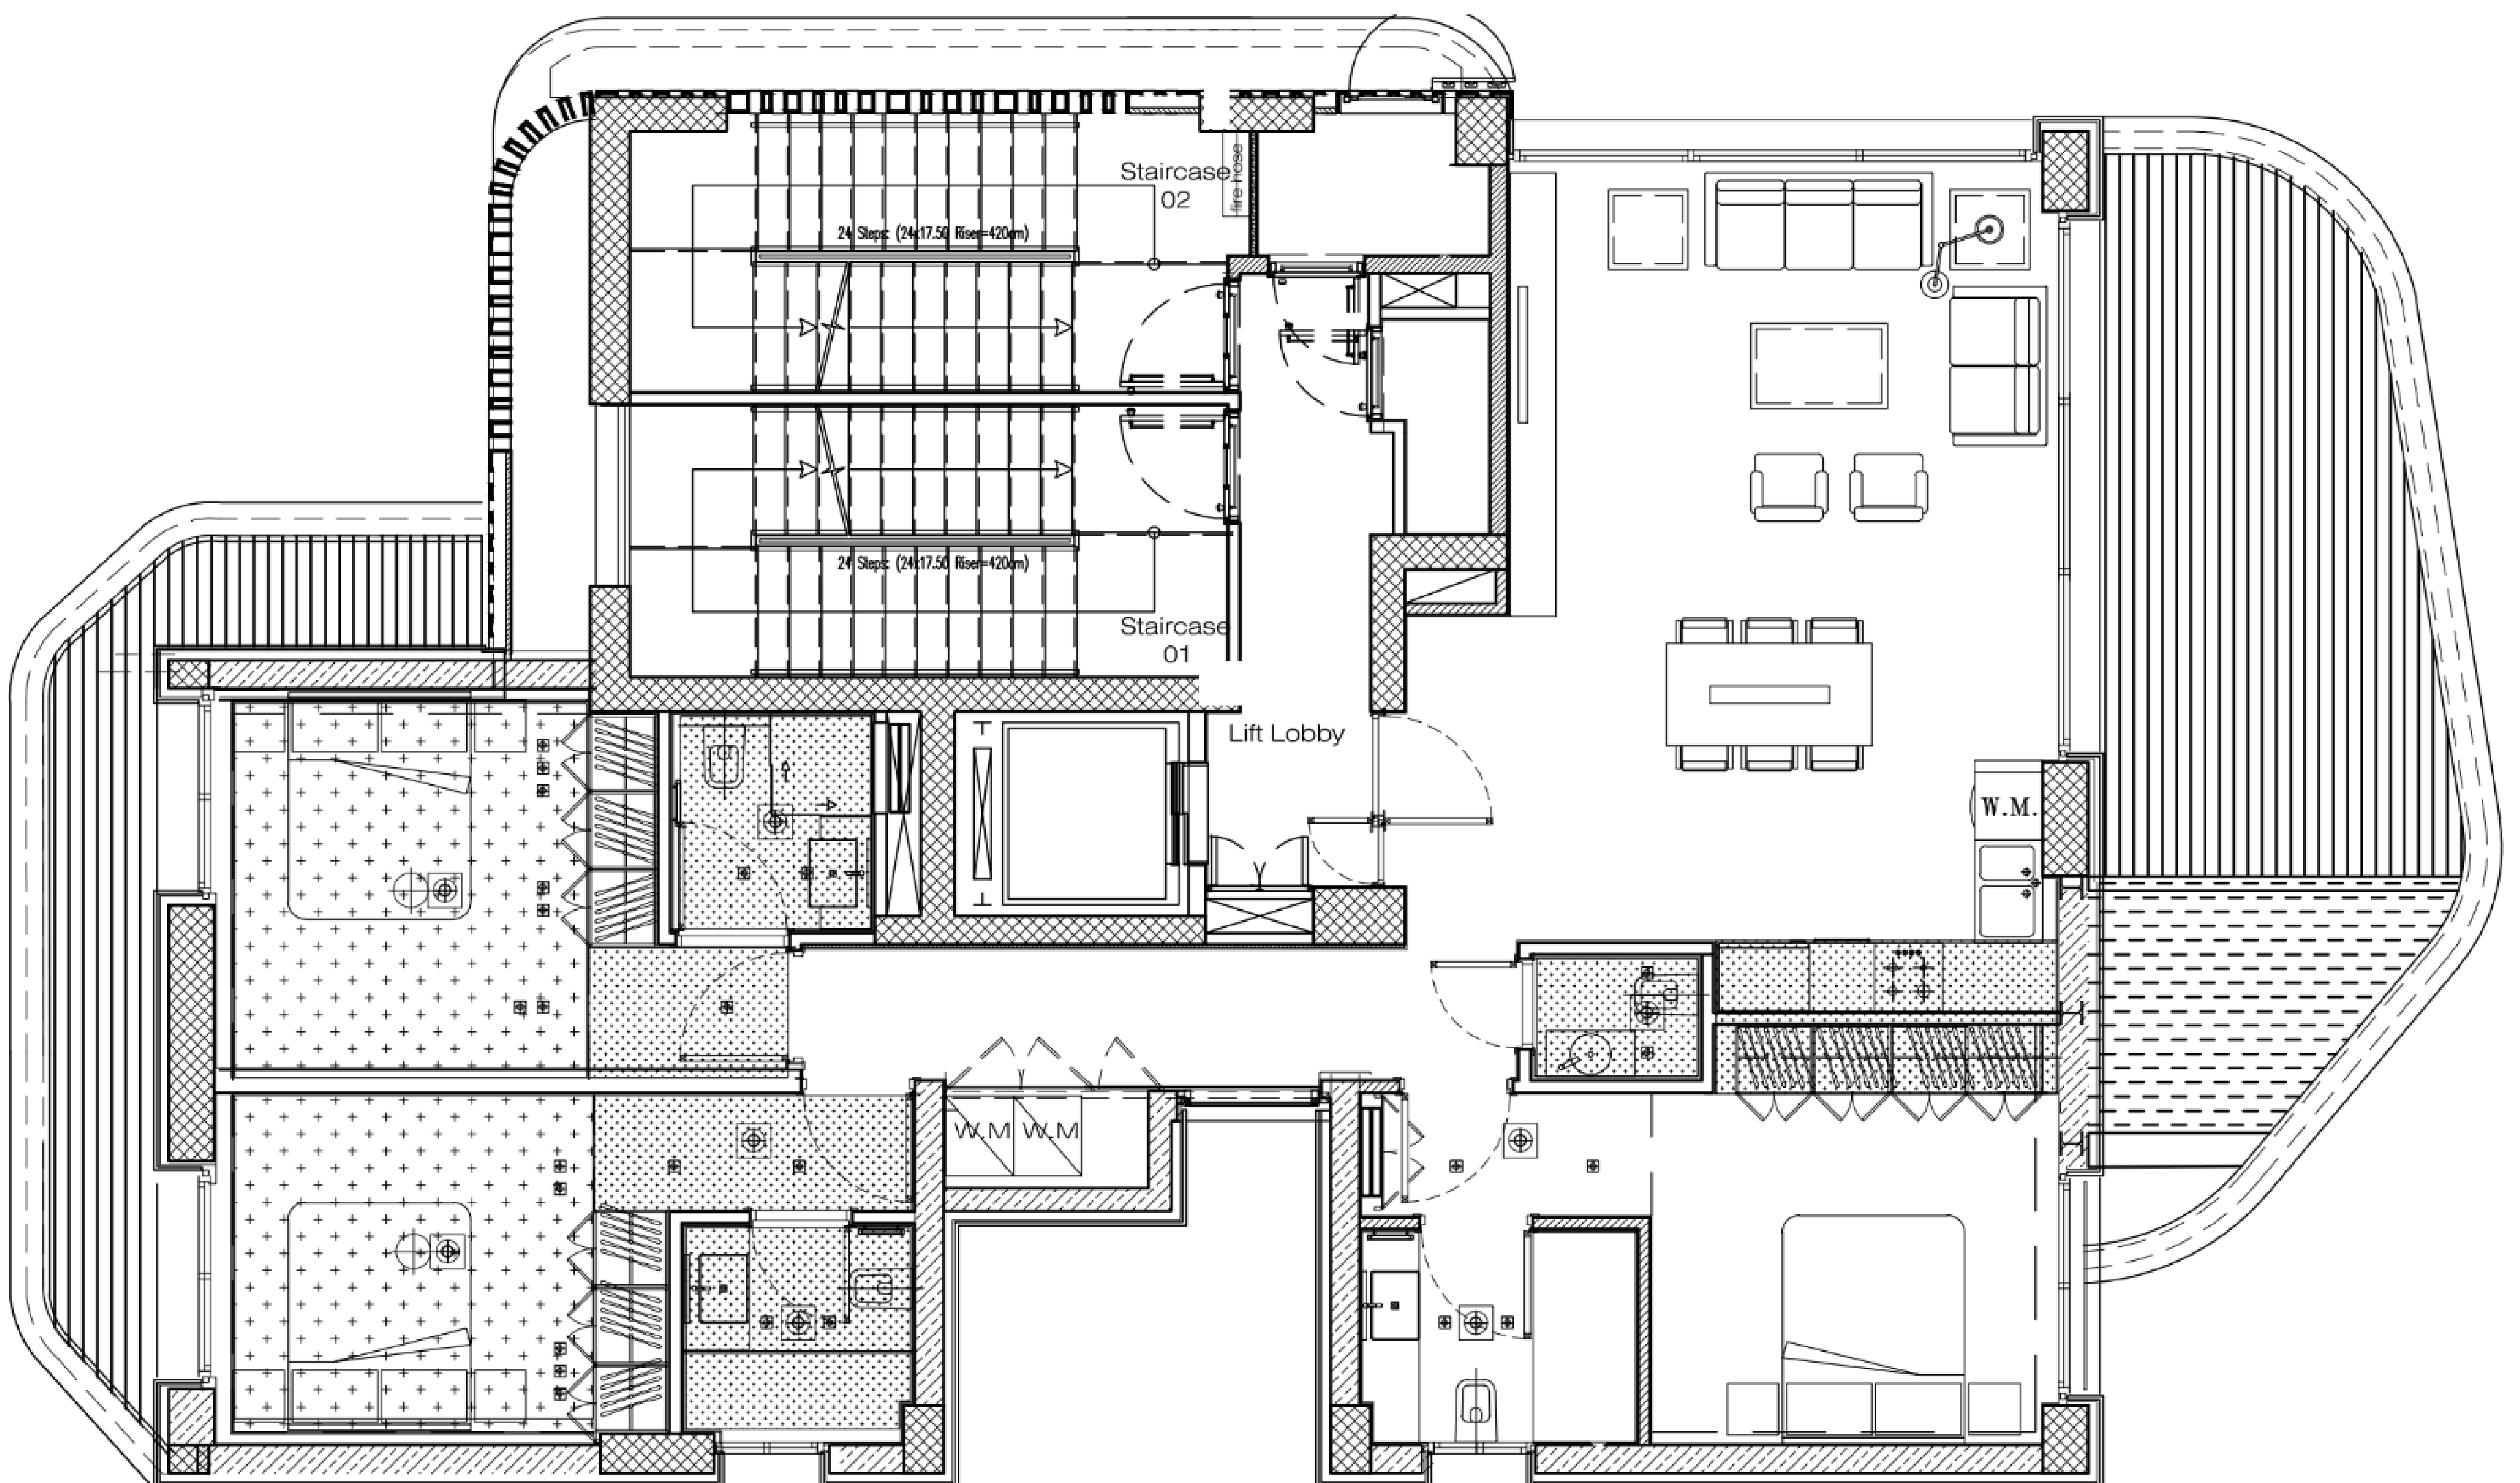 Staircase
02
fire hose
24 Steps: (24x17.50 Riser=420cm)
24 Steps: (24x17.50 Riser=420cm)
Staircase
01
Lift Lobby
W.M.
W.M
W.M